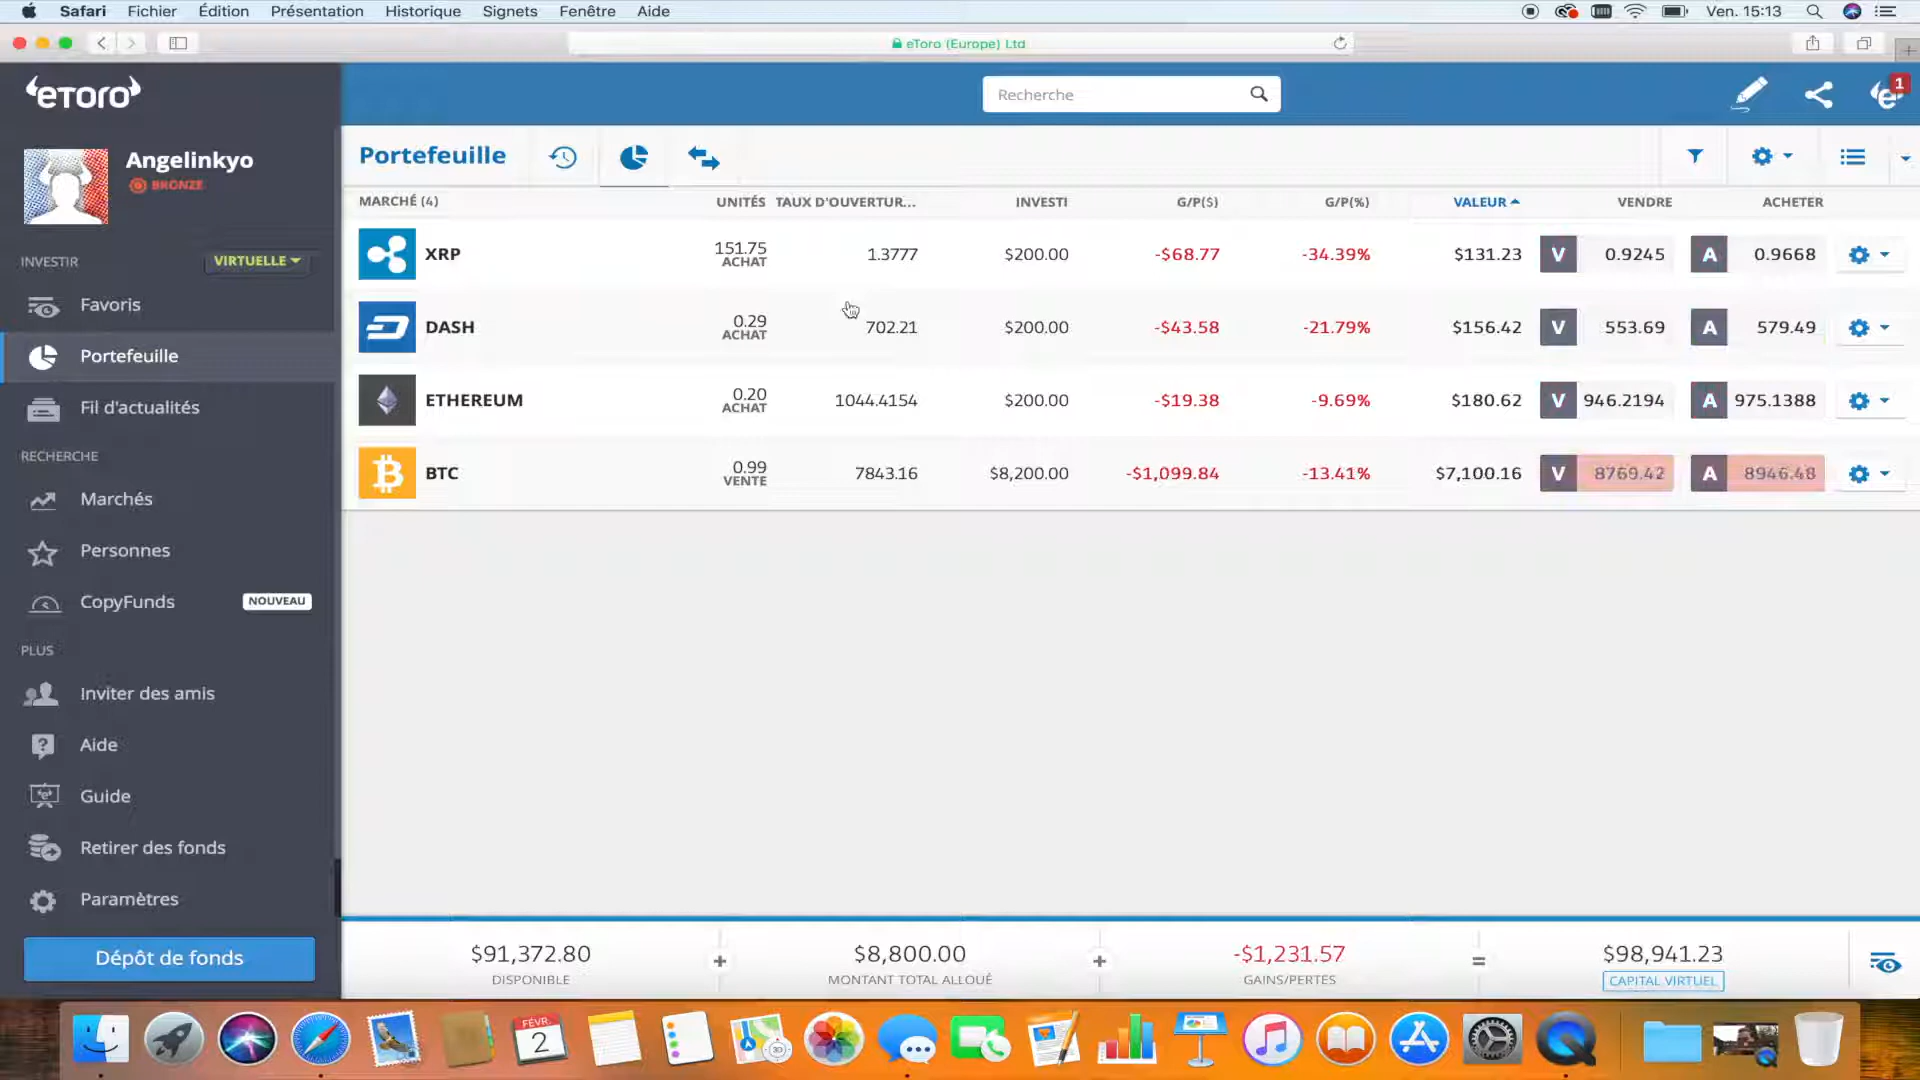 Safari Fichier Édition Présentation Historique Signets Fenêtre Aide Ven. 15:13
eToro (Europe) Ltd
eToro
Recherche
1
Angelinkyo
BRONZE
INVESTIR VIRTUELLE
Favoris
Portefeuille
Fil d'actualités
RECHERCHE
Marchés
Personnes
CopyFunds NOUVEAU
PLUS
Inviter des amis
Aide
Guide
Retirer des fonds
Paramètres
Dépôt de fonds
Portefeuille
MARCHÉ (4) UNITÉS TAUX D'OUVERTUR... INVESTI G/P($) G/P(%) VALEUR VENDRE ACHETER
XRP 151.75 ACHAT 1.3777 $200.00 -$68.77 -34.39% $131.23 V 0.9245 A 0.9668
DASH 0.29 ACHAT 702.21 $200.00 -$43.58 -21.79% $156.42 V 553.69 A 579.49
ETHEREUM 0.20 ACHAT 1044.4154 $200.00 -$19.38 -9.69% $180.62 V 946.2194 A 975.1388
BTC 0.99 VENTE 7843.16 $8,200.00 -$1,099.84 -13.41% $7,100.16 V 8769.42 A 8946.48
$91,372.80 + $8,800.00 + -$1,231.57 = $98,941.23
DISPONIBLE MONTANT TOTAL ALLOUÉ GAINS/PERTES CAPITAL VIRTUEL
FÉVR.
2
3D